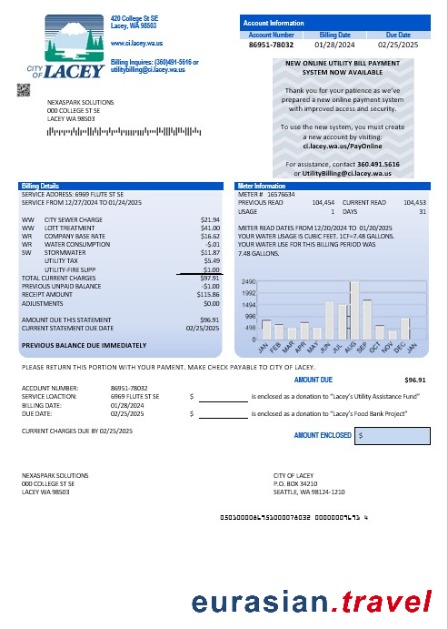 CITY OF LACEY
420 College St SE
Lacey, WA 98503
www.ci.lacey.wa.us
Billing Inquires: (360)491-5616 or
utilitybilling@ci.lacey.wa.us
Account Information
Account Number Billing Date Due Date
86951-78032 01/28/2024 02/25/2025
NEW ONLINE UTILITY BILL PAYMENT
SYSTEM NOW AVAILABLE
Thank you for your patience as we've
prepared a new online payment system
with improved access and security.
To use the new system, you must create
a new account by visiting:
ci.lacey.wa.us/PayOnline
For assistance, contact 360.491.5616
or UtilityBilling@lacey.wa.us
NEXASPARK SOLUTIONS
000 COLLEGE ST SE
LACEY WA 98503
Billing Details
SERVICE ADDRESS: 6969 FLUTE ST SE
SERVICE FROM 12/27/2024 TO 01/24/2025
WW CITY SEWER CHARGE $21.94
WW LOTT TREATMENT $41.00
WR COMPANY BASE RATE $16.62
WR WATER CONSUMPTION -$.01
SW STORMWATER $11.87
UTILITY TAX $5.49
UTILITY-FIRE SUPP $1.00
TOTAL CURRENT CHARGES $97.91
PREVIOUS UNPAID BALANCE -$1.00
RECEIPT AMOUNT $115.86
ADJUSTMENTS $0.00
AMOUNT DUE THIS STATEMENT $96.91
CURRENT STATEMENT DUE DATE 02/25/2025
PREVIOUS BALANCE DUE IMMEDIATELY
Meter Information
METER # 16576634
PREVIOUS READ 104,454 CURRENT READ 104,453
USAGE 1 DAYS 31
METER READ DATES FROM 12/20/2024 TO 01/20/2025
YOUR WATER USAGE IS CUBIC FEET. 1CF=7.48 GALLONS.
YOUR WATER USE FOR THIS BILLING PERIOD WAS
7.48 GALLONS.
2490
1992
1494
996
498
0
JAN FEB MAR APR MAY JUN JUL AUG SEP OCT NOV DEC JAN
PLEASE RETURN THIS PORTION WITH YOUR PAMENT. MAKE CHECK PAYABLE TO CITY OF LACEY.
AMOUNT DUE $96.91
ACCOUNT NUMBER: 86951-78032
SERVICE LOACTION: 6969 FLUTE ST SE
BILLING DATE: 01/28/2024
DUE DATE: 02/25/2025
$ is enclosed as a donation to "Lacey's Utility Assistance Fund"
$ is enclosed as a donation to "Lacey's Food Bank Project"
CURRENT CHARGES DUE BY 02/25/2025
AMOUNT ENCLOSED $
NEXASPARK SOLUTIONS
000 COLLEGE ST SE
LACEY WA 98503
CITY OF LACEY
P.O. BOX 34210
SEATTLE, WA 98124-1210
eurasian.travel